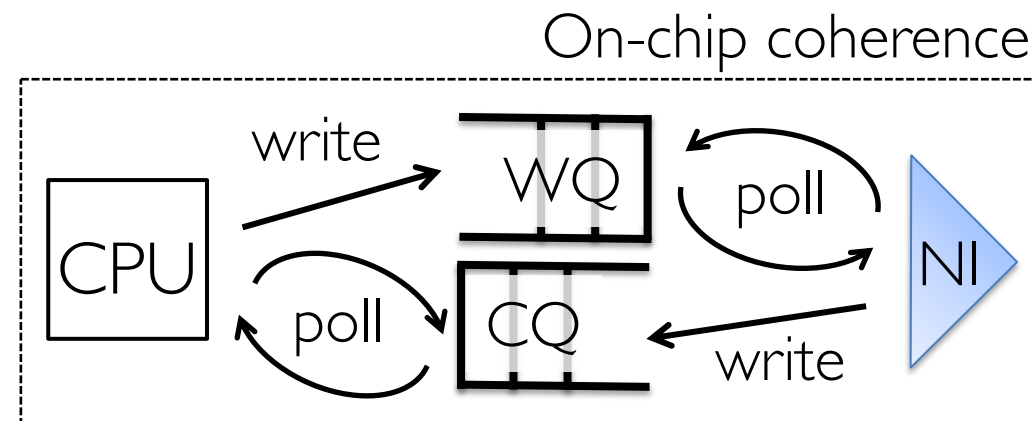 On-chip coherence
write
WQ
poll
CPU
NI
poll
CQ
write